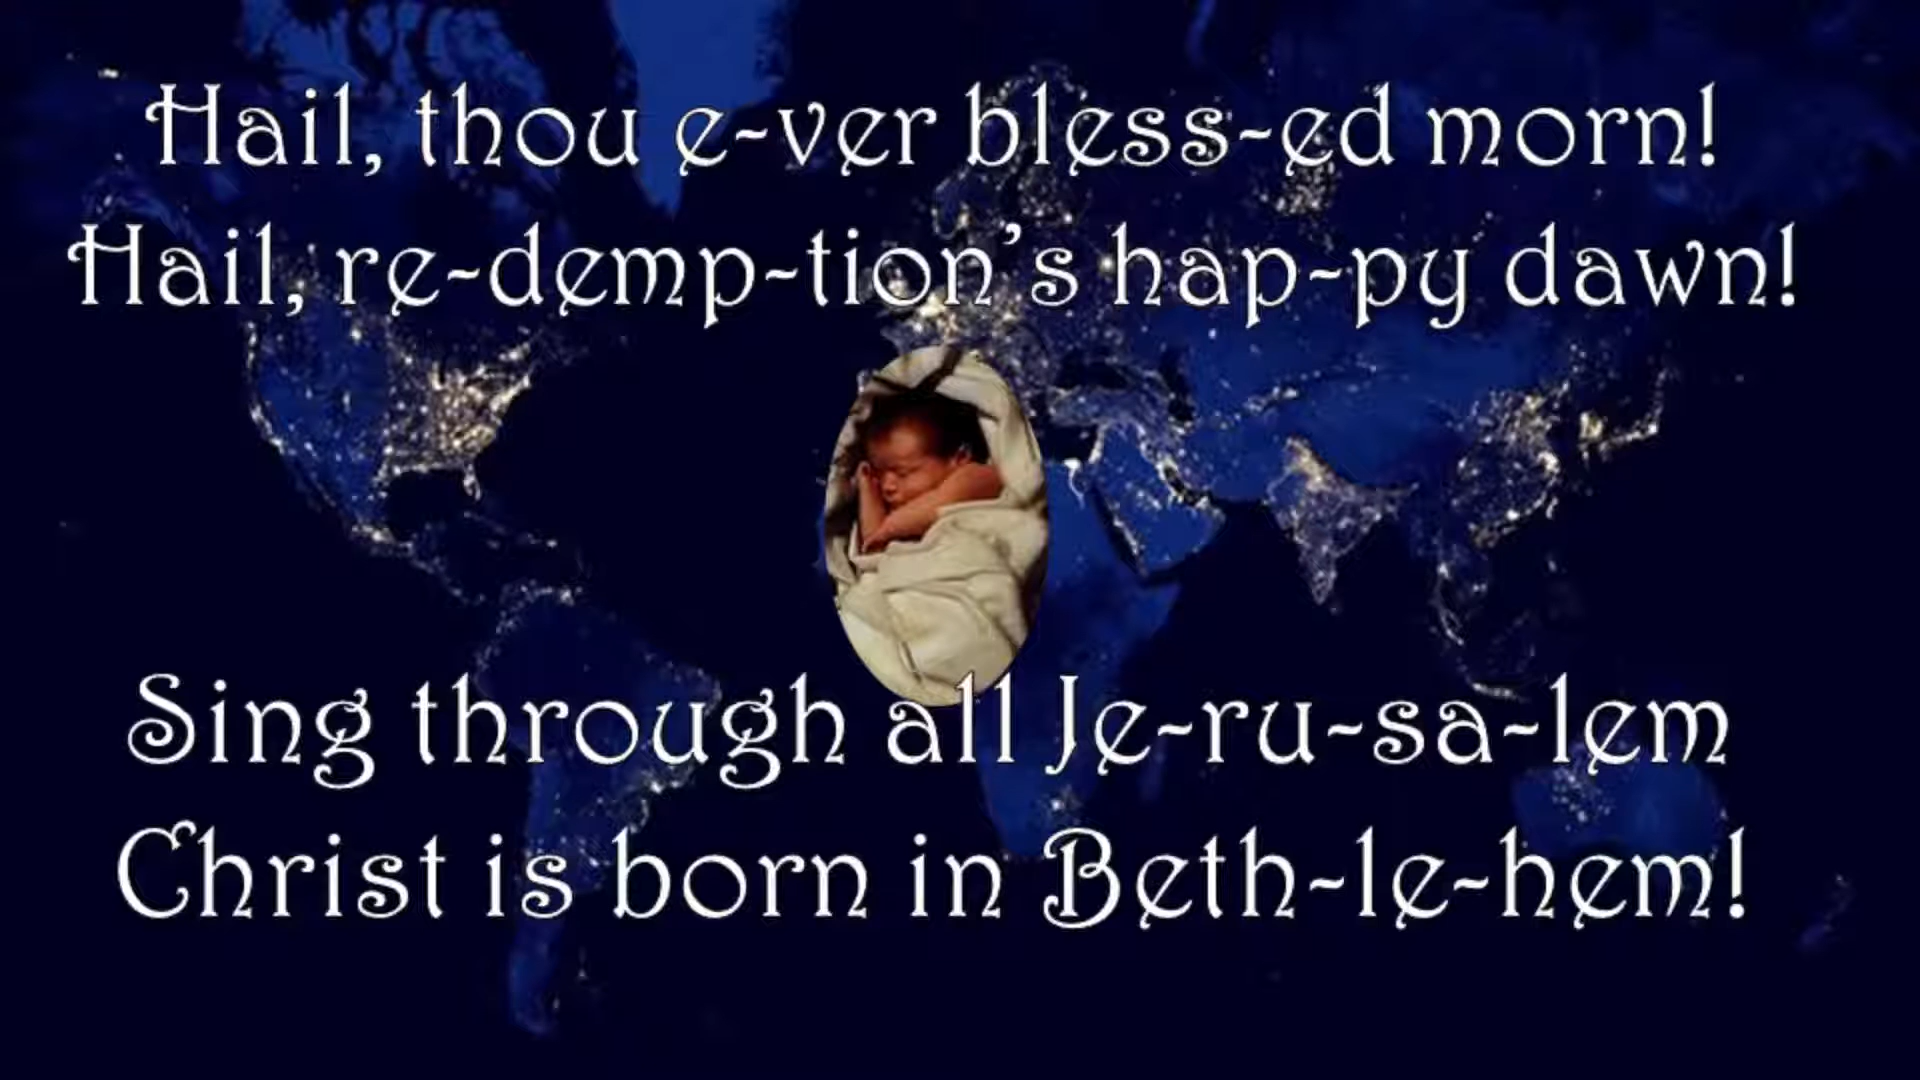 Hail, thou e-ver bless-ed morn!
Hail, re-demp-tion's hap-py dawn!
Sing through all Je-ru-sa-lem
Christ is born in Beth-le-hem!